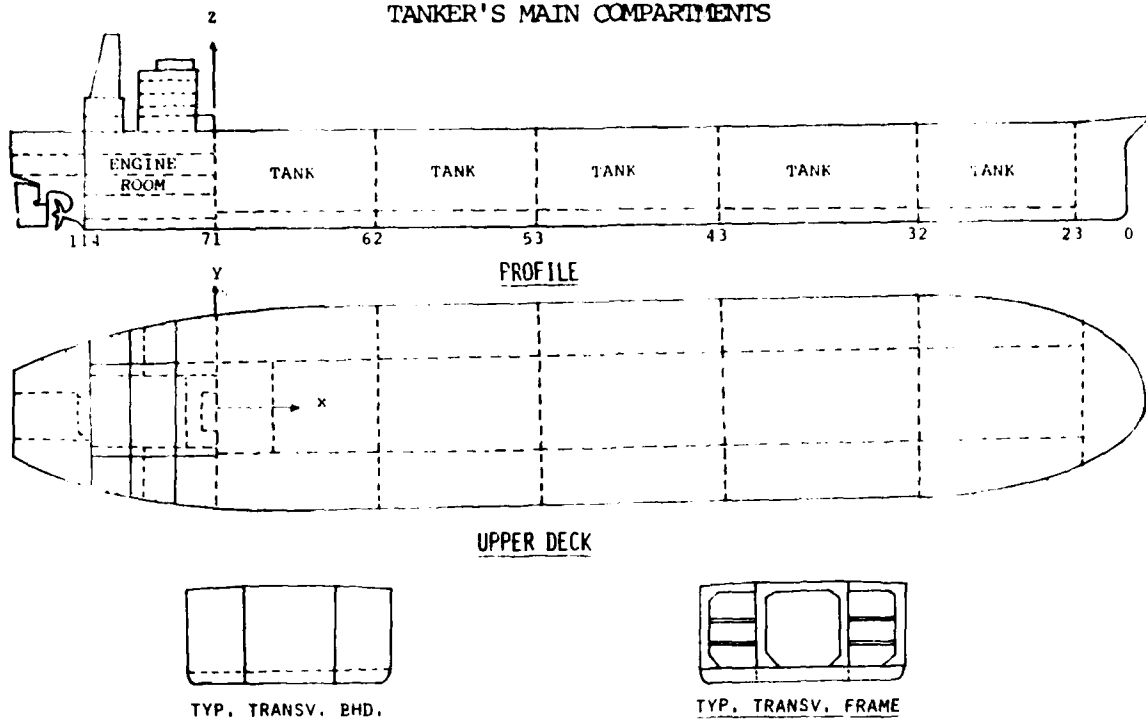 TANKER'S MAIN COMPARTMENTS
Z
ENGINE
ROOM
TANK TANK TANK TANK TANK
114 71 62 53 43 32 23 0
PROFILE
Y
x
UPPER DECK
TYP. TRANSV. BHD.
TYP. TRANSV. FRAME